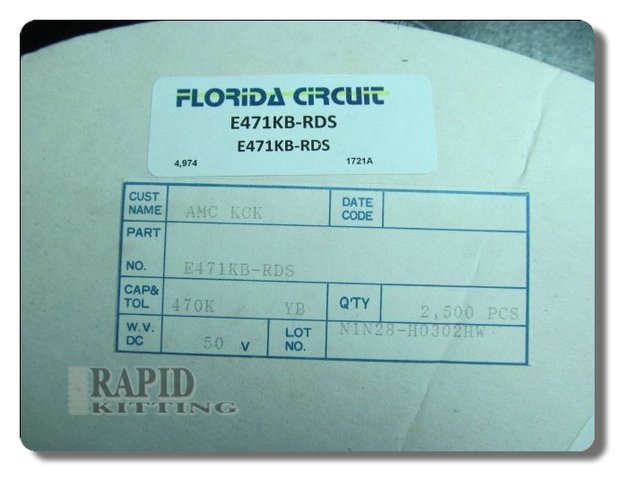 FLORIDA CIRCUIT
E471KB-RDS
E471KB-RDS
4,974 1721A
CUST NAME AMC KCK DATE CODE
PART NO. E471KB-RDS
CAP& TOL 470K YB Q'TY 2,500 PCS
W.V. DC 50 V LOT NO. N1N28-H0302HW
RAPID
KITTING